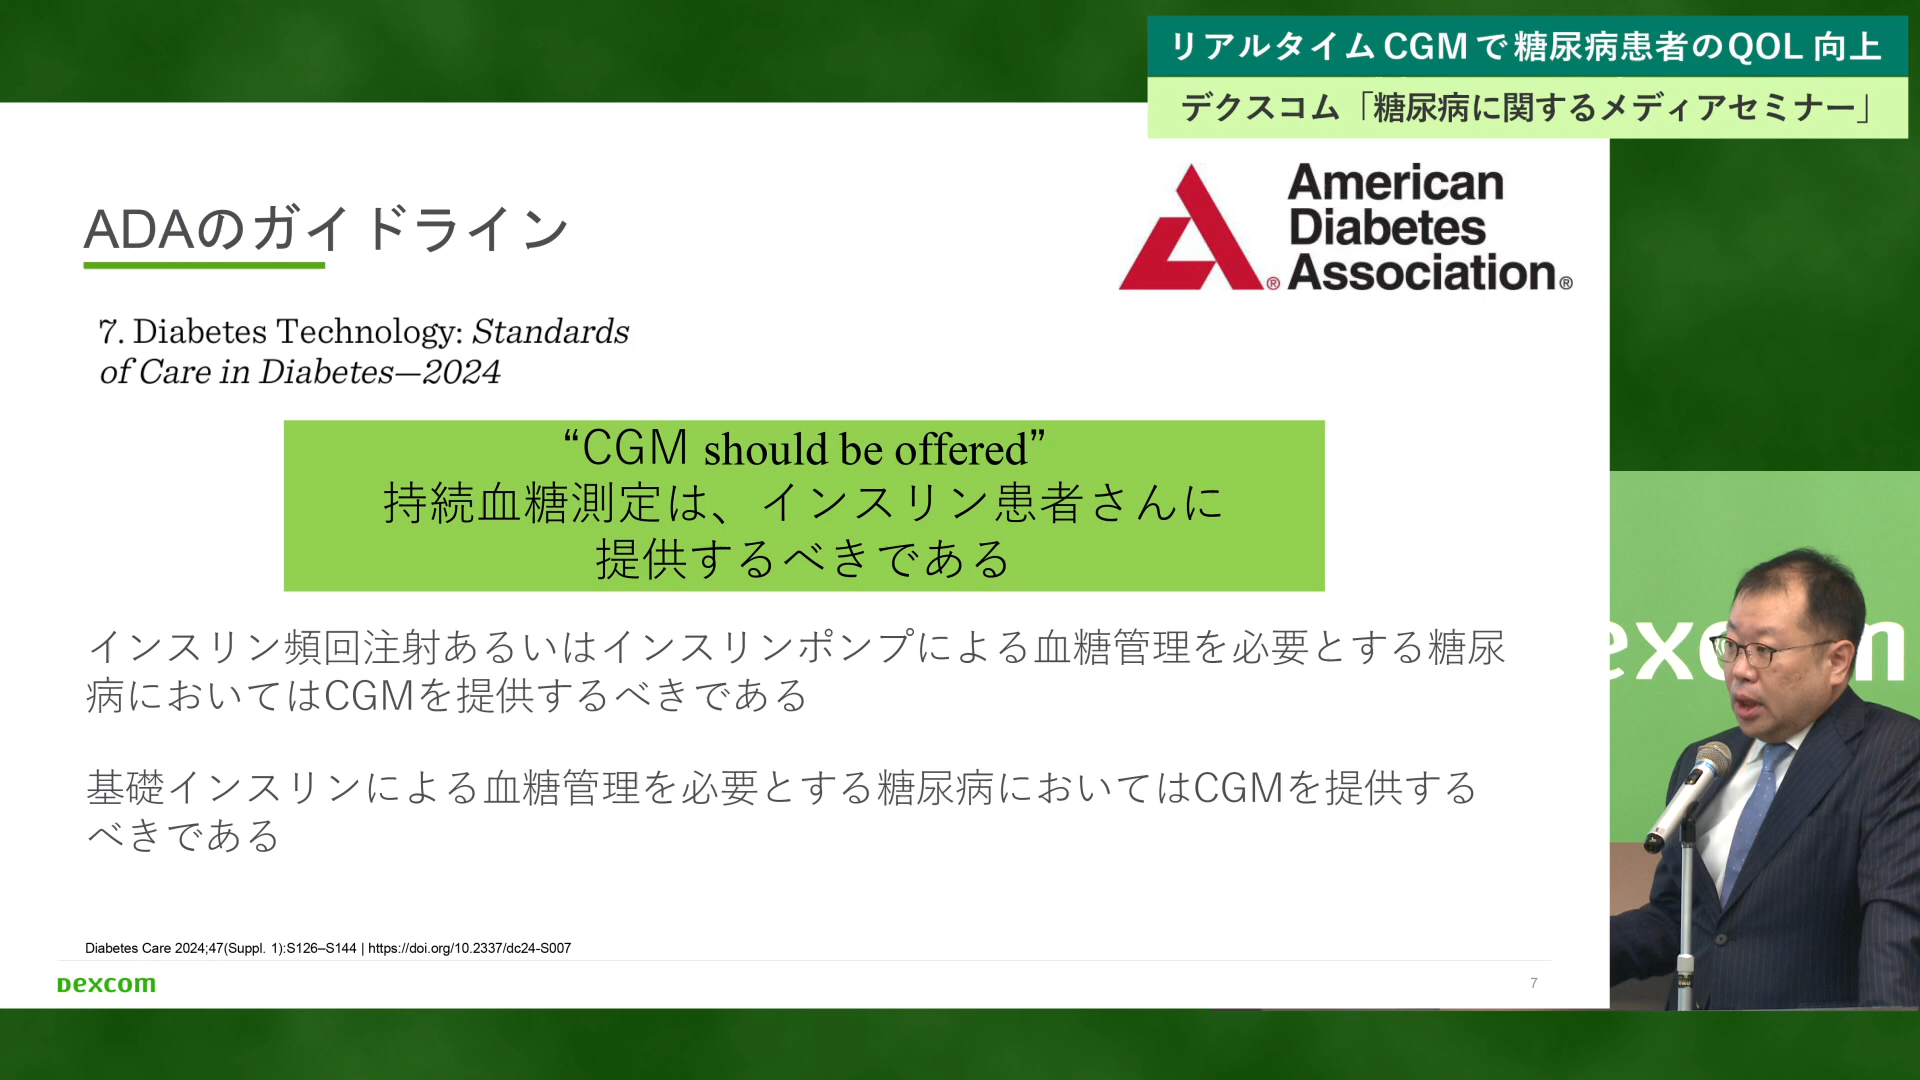 リアルタイムCGMで糖尿病患者のQOL向上
デクスコム「糖尿病に関するメディアセミナー」
American
Diabetes
Association®
®
ADAのガイドライン
7. Diabetes Technology: Standards
of Care in Diabetes—2024
“CGM should be offered”
持続血糖測定は、インスリン患者さんに
提供するべきである
インスリン頻回注射あるいはインスリンポンプによる血糖管理を必要とする糖尿
病においてはCGMを提供するべきである
基礎インスリンによる血糖管理を必要とする糖尿病においてはCGMを提供する
べきである
Diabetes Care 2024;47(Suppl. 1):S126–S144 | https://doi.org/10.2337/dc24-S007
Dexcom
7